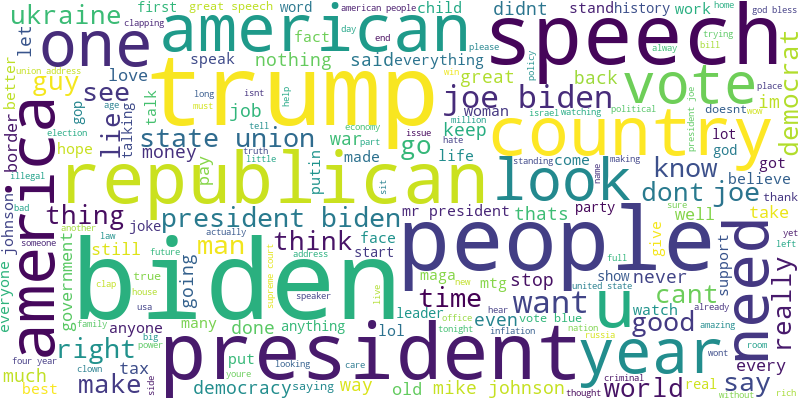 ukraine
first
great speech
word
american people
child
didnt
stand
history
work
home
god bless
clapping
fact
day
end
please
policy
trying
bill
let
one
american
speech
democrat
better
union address
guy
love
speak
nothing
said
everything
always
see
talk
long
isnt
help
win
great
back
vote
im
place
age
must
trump
joe biden
doesnt
border
gop
lie
talking
job
woman
israel
watching
political
president joe
wow
america
state union
tell
economy
issue
million
country
lot
election
truth
war
keep
hate
god
hope
money
pay
little
part
go
life
standing
come
name
making
know
got
illegal
republican
putin
made
look
dont
joe
believe
johnson
bad
thing
president biden
sit
mr president
thats
party
well
thank
another
joke
take
someone
law
actually
man
think
face
people
give
sure
yet
still
future
address
start
left
everyone
government
true
clap
going
supreme court
maga
mtg
stop
show
never
support
need
really
house
biden
speaker
live
new
full
united state
usa
time
want
u
cant
watch
already
family
anyone
many
done
anything
leader
hear
good
amazing
big
power
lol
office
tonight
even
vote blue
nation
room
right
president
inflation
russia
year
wont
every
four year
clown
tax
put
looking
care
criminal
much
best
make
side
democracy
youre
saying
way
old
mike johnson
thought
world
real
say
without
rich